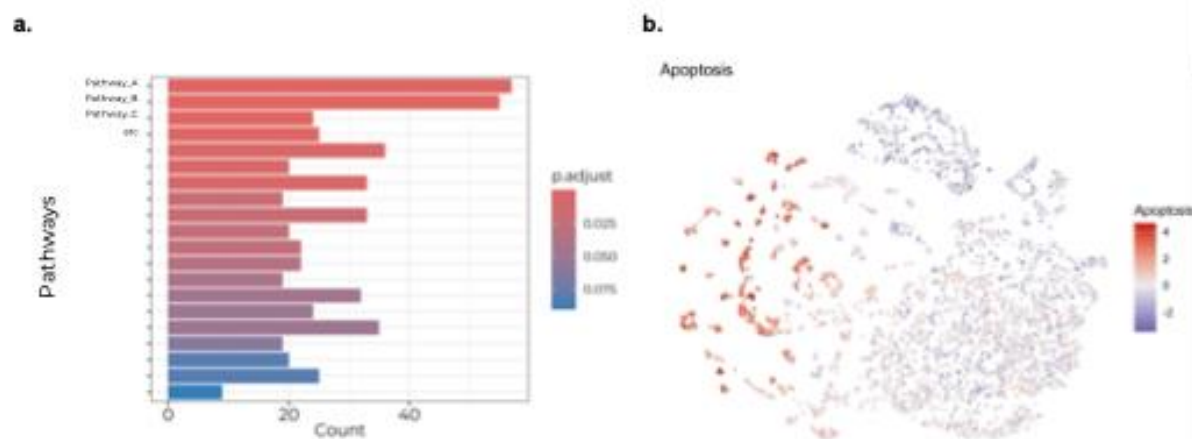 a.
b.
Apoptosis
Pathway_A
Pathway_B
Pathway_C
etc
Pathways
p.adjust
0.025
0.050
0.075
0
20
40
Count
Apoptosis
4
2
0
-2